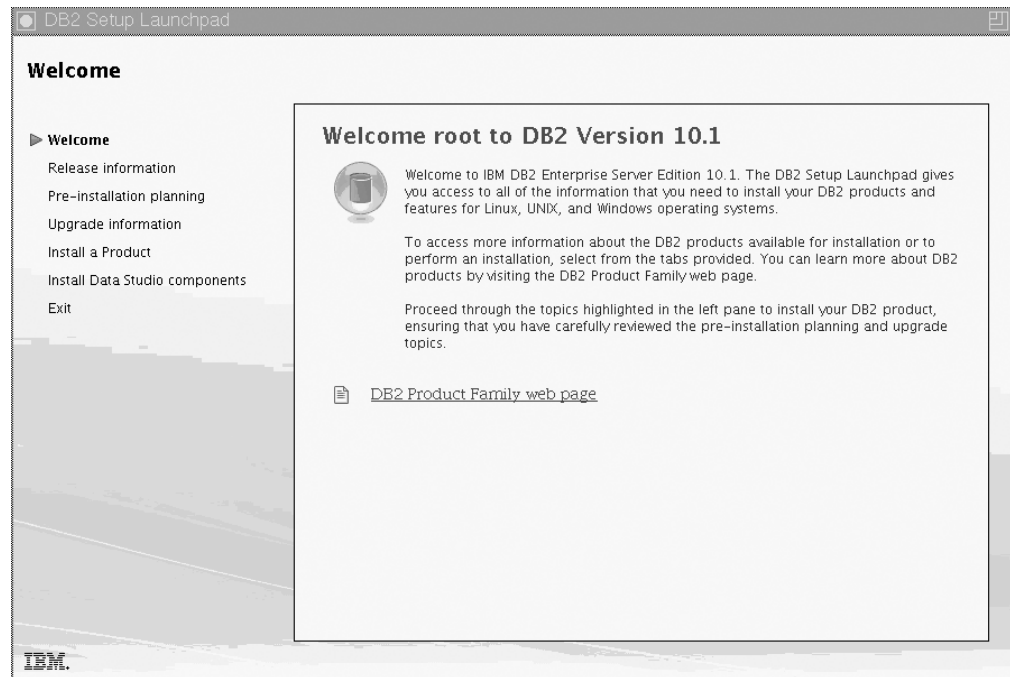 DB2 Setup Launchpad
Welcome
Welcome
Release information
Pre-installation planning
Upgrade information
Install a Product
Install Data Studio components
Exit
Welcome root to DB2 Version 10.1
Welcome to IBM DB2 Enterprise Server Edition 10.1. The DB2 Setup Launchpad gives
you access to all of the information that you need to install your DB2 products and
features for Linux, UNIX, and Windows operating systems.
To access more information about the DB2 products available for installation or to
perform an installation, select from the tabs provided. You can learn more about DB2
products by visiting the DB2 Product Family web page.
Proceed through the topics highlighted in the left pane to install your DB2 product,
ensuring that you have carefully reviewed the pre-installation planning and upgrade
topics.
DB2 Product Family web page
IBM.